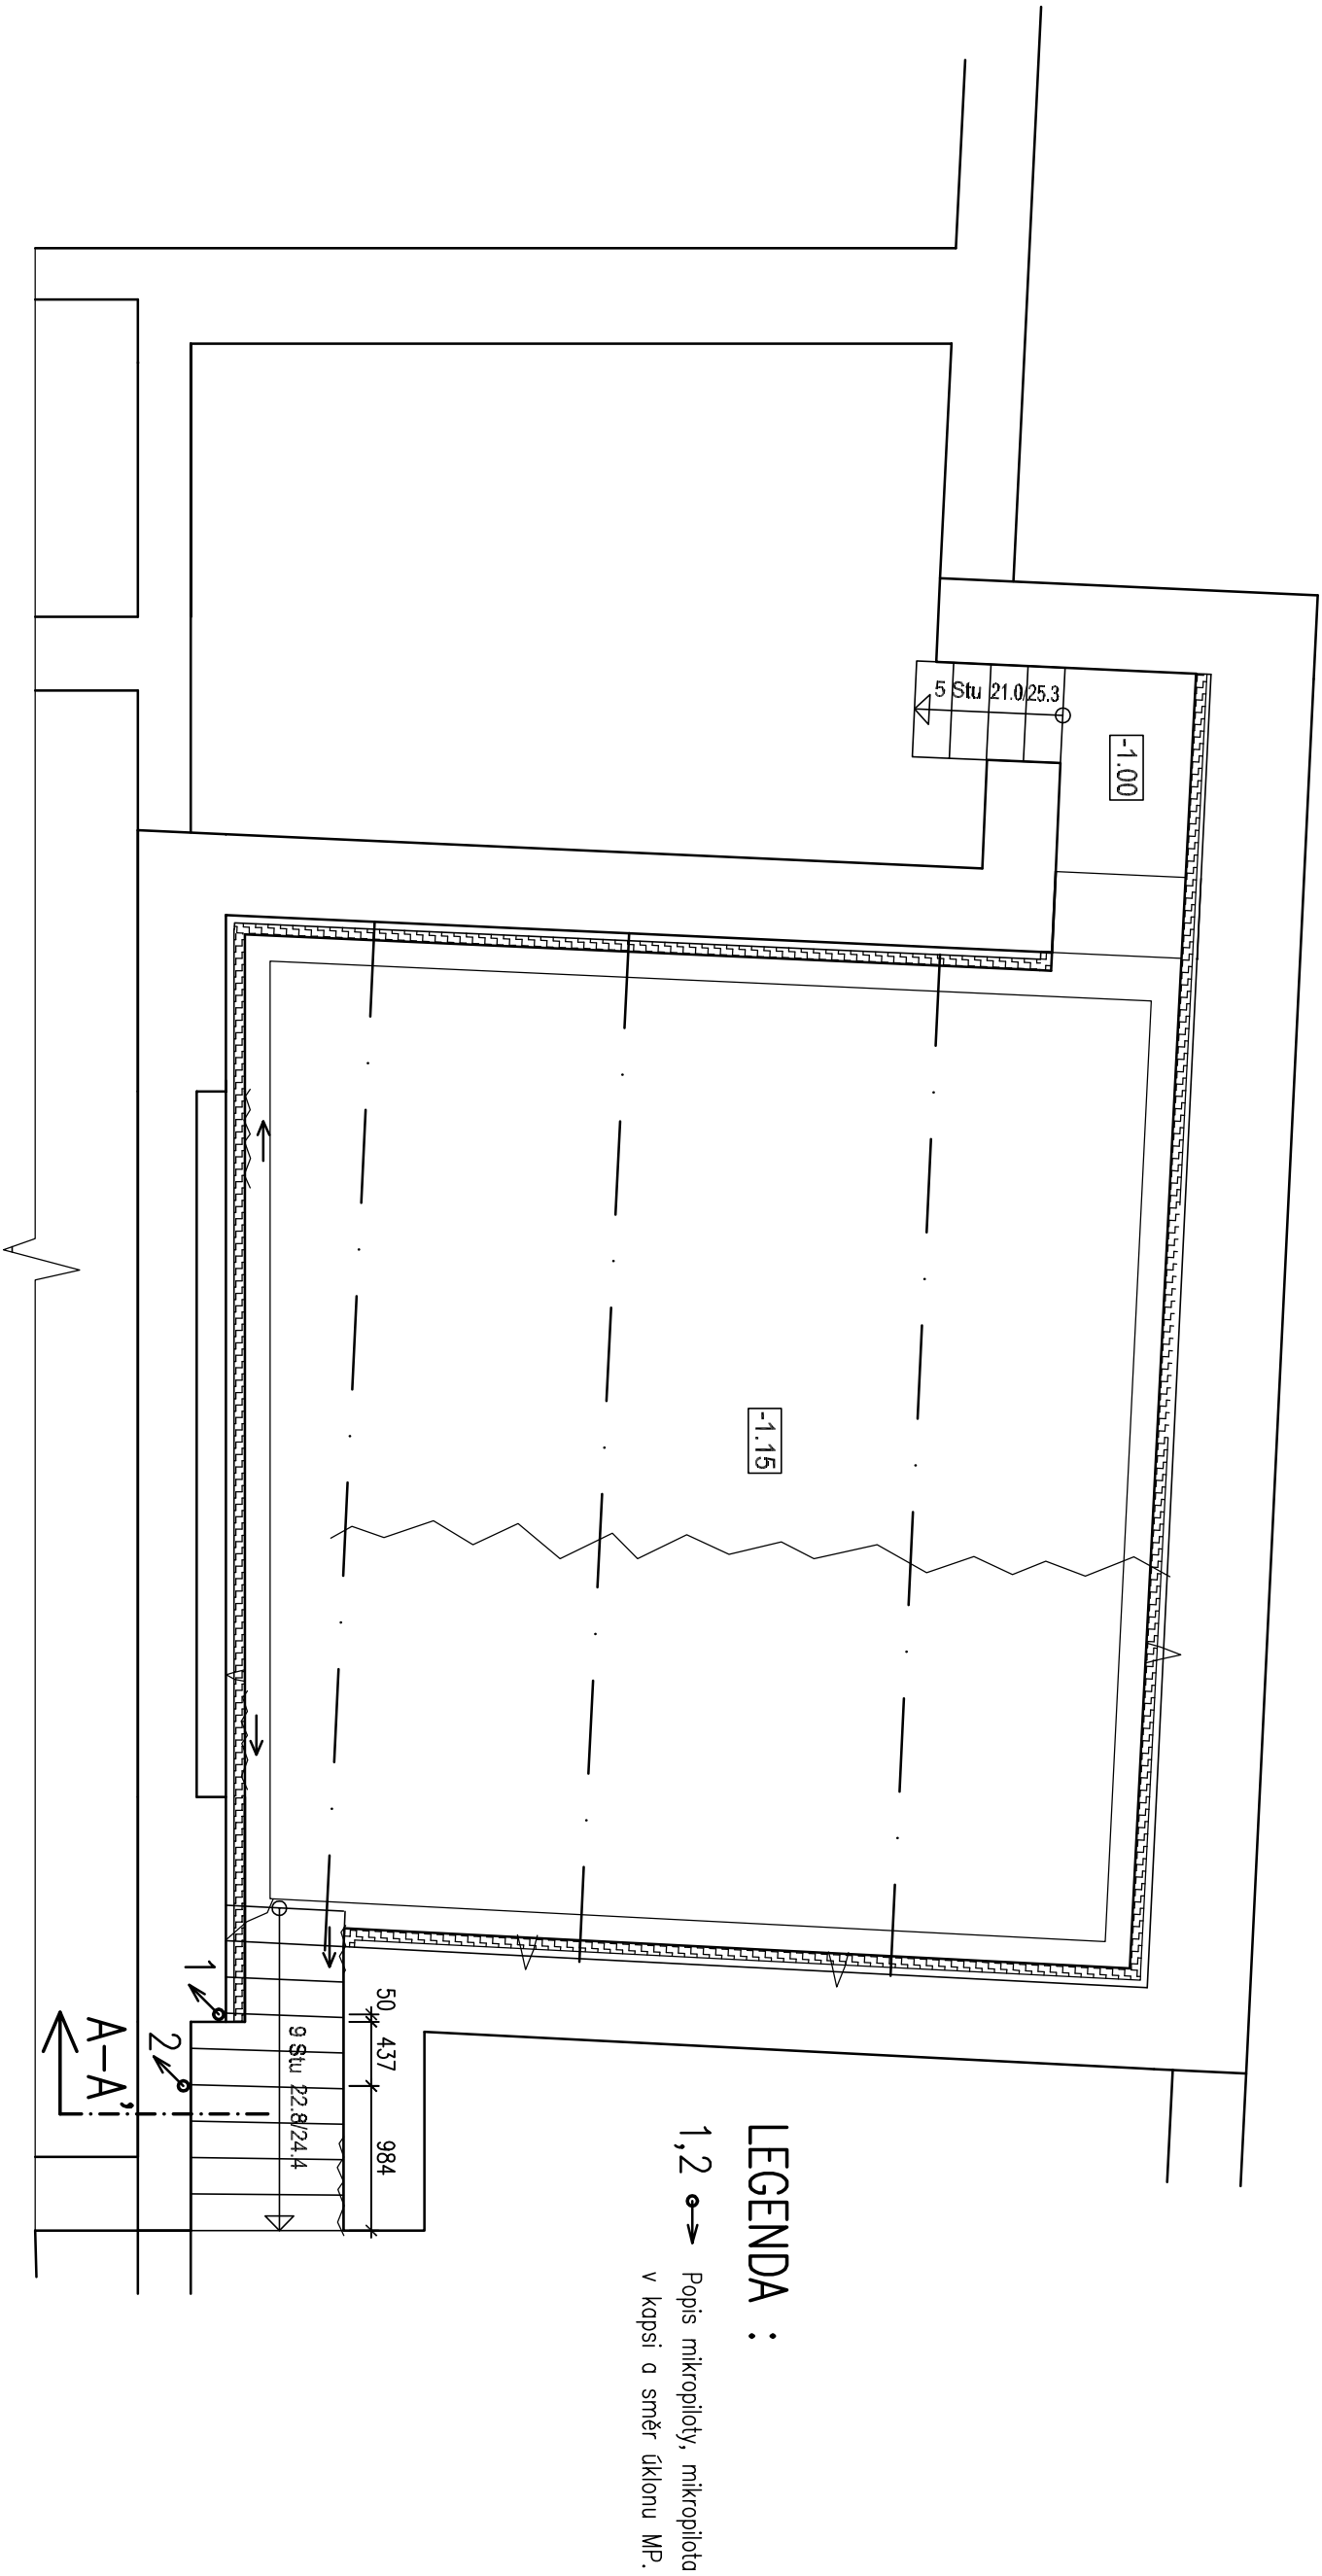 5 Stu 21.0/25.3
-1.00
-1.15
1
2
50
437
984
9 Stu 22.8/24.4
A-A'
LEGENDA :
1,2 Popis mikropiloty, mikropilota
v kapsi a směr úklonu MP.